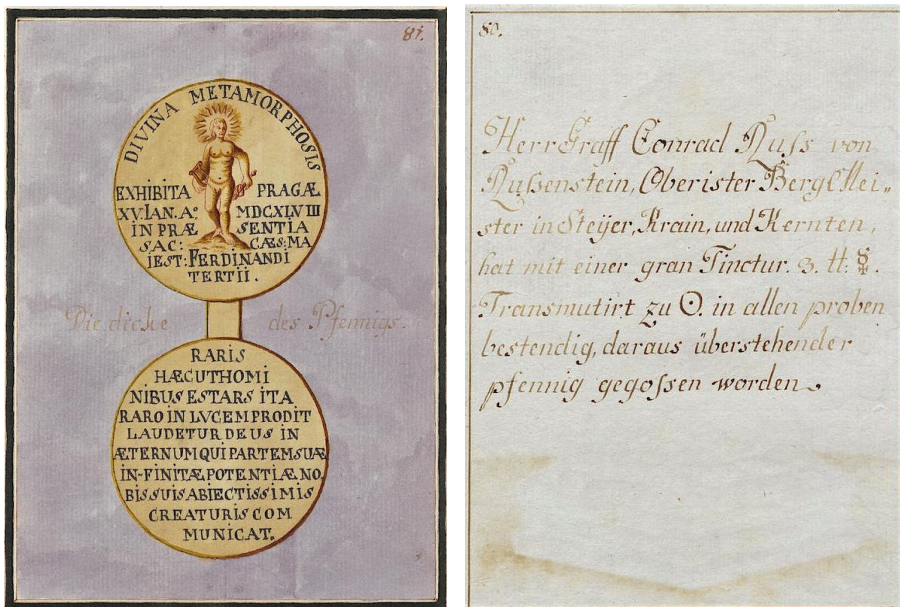 81.
DIVINA METAMORPHOSIS
EXHIBITA PRAGÆ
XV. IAN. Aº MDCXLVIII
IN PRÆ SENTIA
SAC: CÆS: MA
IEST: FERDINANDI
TERTII.
Die dicke des Pfennigs.
RARIS
HÆC UT HOMI
NIBUS EST ARS ITA
RARO IN LVCEM PRODIT
LAUDETUR DEUS IN
ÆTERNUM QUI PARTEM SUÆ
IN-FINITÆ POTENTIÆ NO
BIS SUIS ABIECTISSIMIS
CREATURIS COM
MUNICAT.
80.
Herr Graff Conrad Russ von
Russenstein, Oberister BergMei„
ster in Steÿer, Krain, und Kernten,
hat mit einer gran Tinctur. 3. ℔. ☿.
Transmutirt zu ☉. in allen proben
bestendig, daraus überstehender
pfennig gegossen worden.